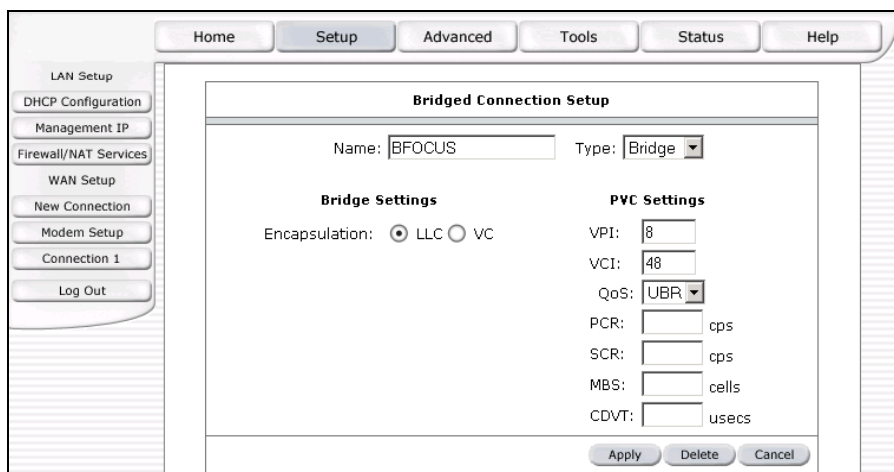 Home Setup Advanced Tools Status Help
LAN Setup
DHCP Configuration
Management IP
Firewall/NAT Services
WAN Setup
New Connection
Modem Setup
Connection 1
Log Out
Bridged Connection Setup
Name: BFOCUS Type: Bridge
Bridge Settings
Encapsulation: LLC VC
PVC Settings
VPI: 8
VCI: 48
QoS: UBR
PCR: cps
SCR: cps
MBS: cells
CDVT: usecs
Apply Delete Cancel